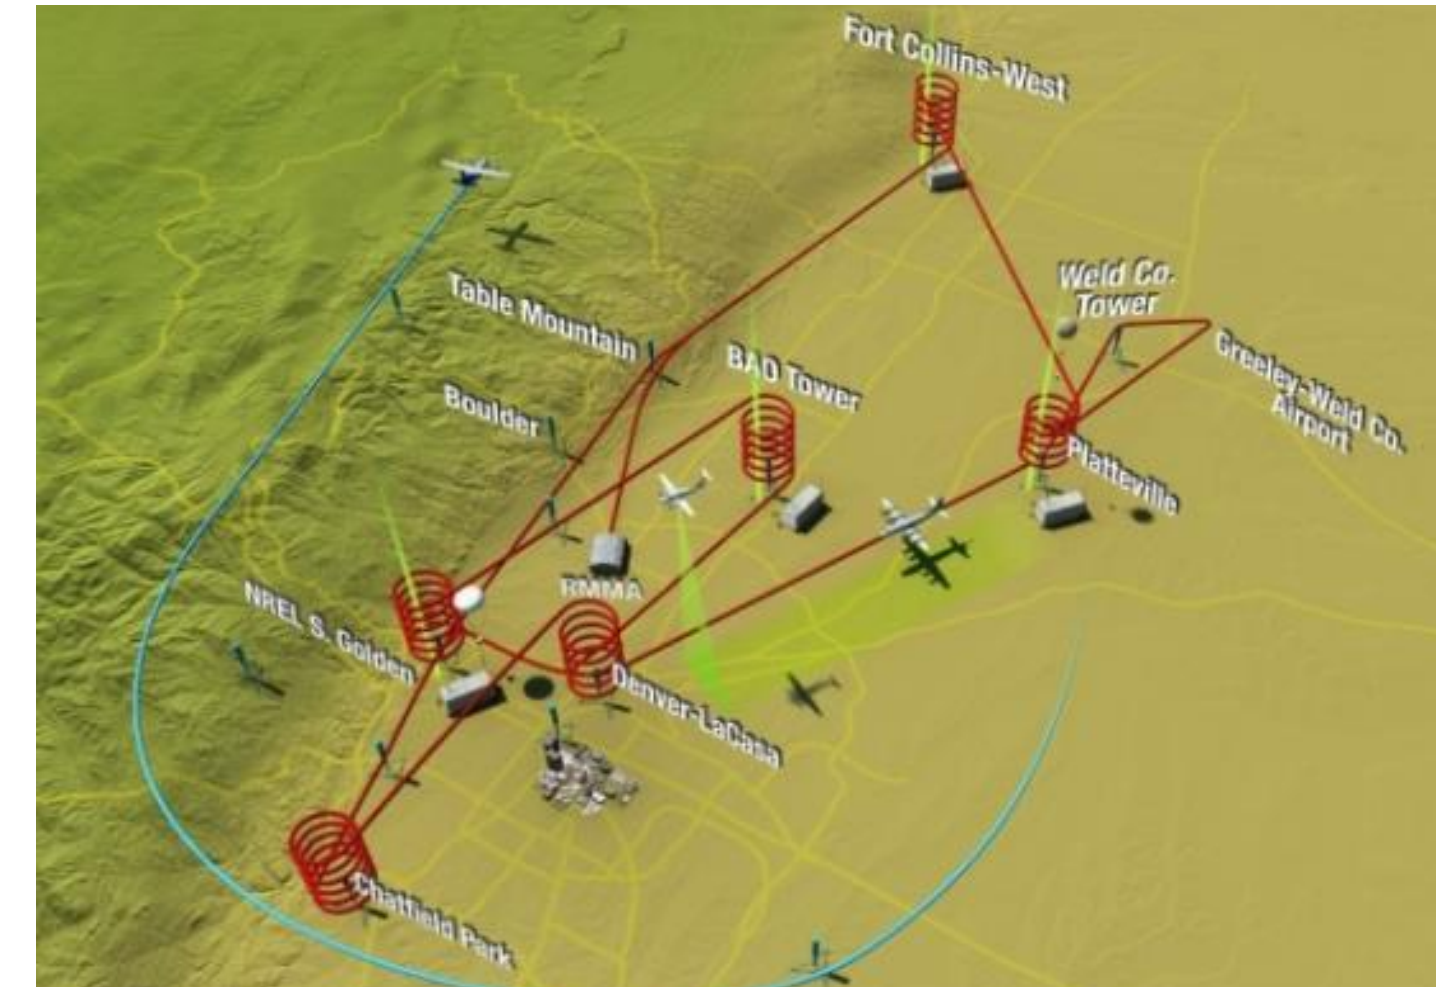 Fort Collins-West
Weld Co.
Tower
Table Mountain
BAO Tower
Greeley-Weld Co.
Airport
Boulder
Platteville
RMMA
NREL S. Golden
Denver-LaCasa
Chatfield Park